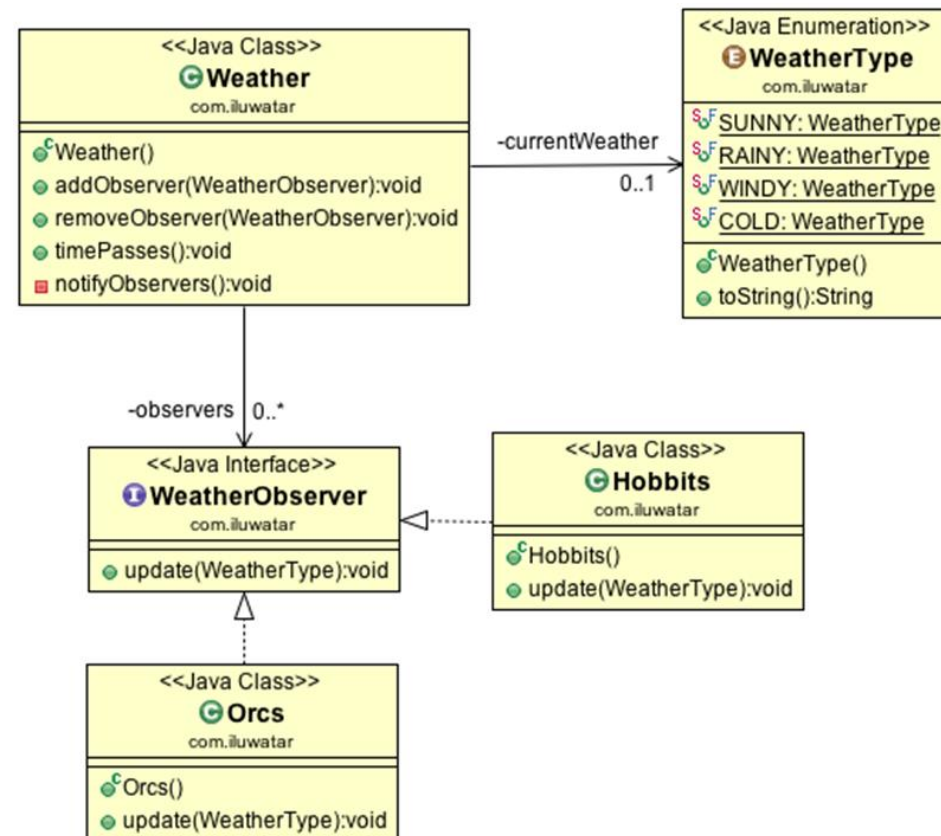 <<Java Class>>
Weather
com.iluwatar
Weather()
addObserver(WeatherObserver):void
removeObserver(WeatherObserver):void
timePasses():void
notifyObservers():void
-currentWeather
0..1
<<Java Enumeration>>
WeatherType
com.iluwatar
SUNNY: WeatherType
RAINY: WeatherType
WINDY: WeatherType
COLD: WeatherType
WeatherType()
toString():String
-observers 0..*
<<Java Interface>>
WeatherObserver
com.iluwatar
update(WeatherType):void
<<Java Class>>
Hobbits
com.iluwatar
Hobbits()
update(WeatherType):void
<<Java Class>>
Orcs
com.iluwatar
Orcs()
update(WeatherType):void